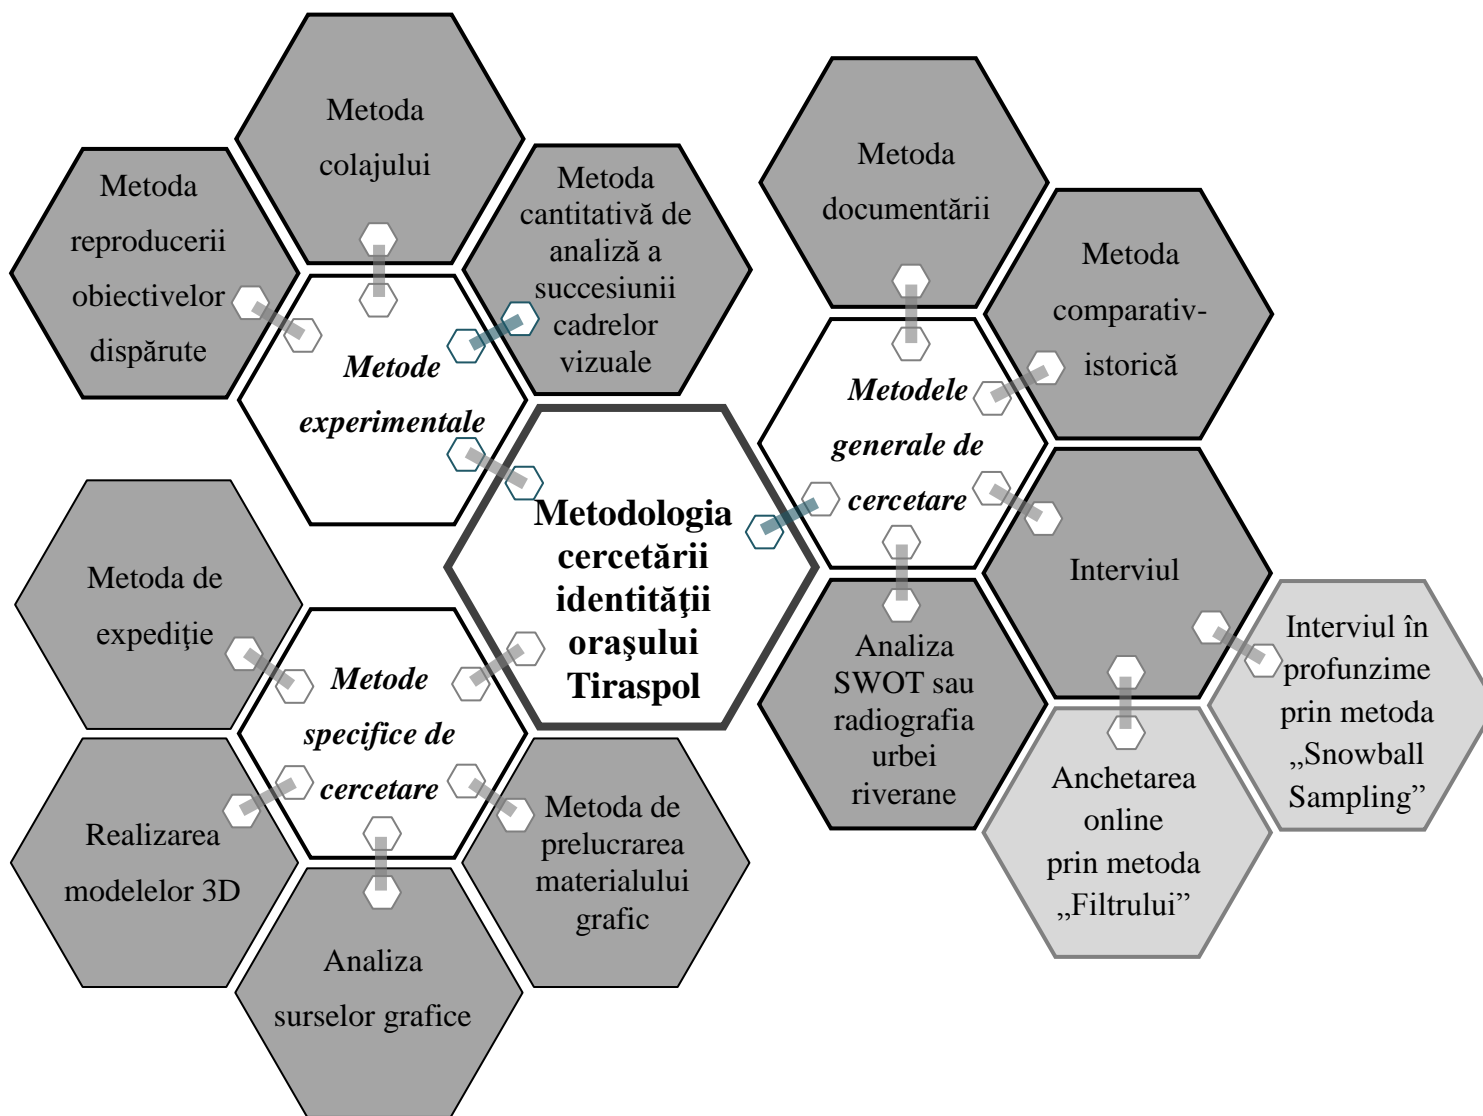 Metoda
colajului
Metoda
reproducerii
obiectivelor
dispărute
Metoda
cantitativă de
analiză a
succesiunii
cadrelor
vizuale
Metode
experimentale
Metoda
documentării
Metoda
comparativ-
istorică
Metodele
generale de
cercetare
Interviul
Analiza
SWOT sau
radiografia
urbei
riverane
Interviul în
profunzime
prin metoda
„Snowball
Sampling”
Anchetarea
online
prin metoda
„Filtrului”
Metodologia
cercetării
identităţii
oraşului
Tiraspol
Metoda de
expediţie
Metode
specifice de
cercetare
Realizarea
modelelor 3D
Metoda de
prelucrarea
materialului
grafic
Analiza
surselor grafice